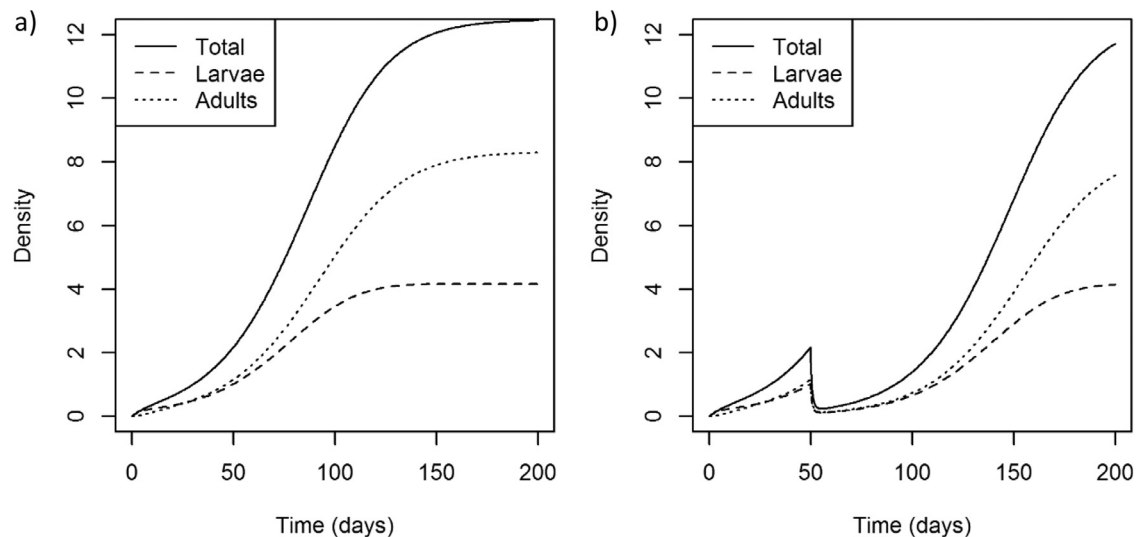 a)
Total
Larvae
Adults
Density
0 2 4 6 8 10 12
0 50 100 150 200
Time (days)
b)
Total
Larvae
Adults
Density
0 2 4 6 8 10 12
0 50 100 150 200
Time (days)